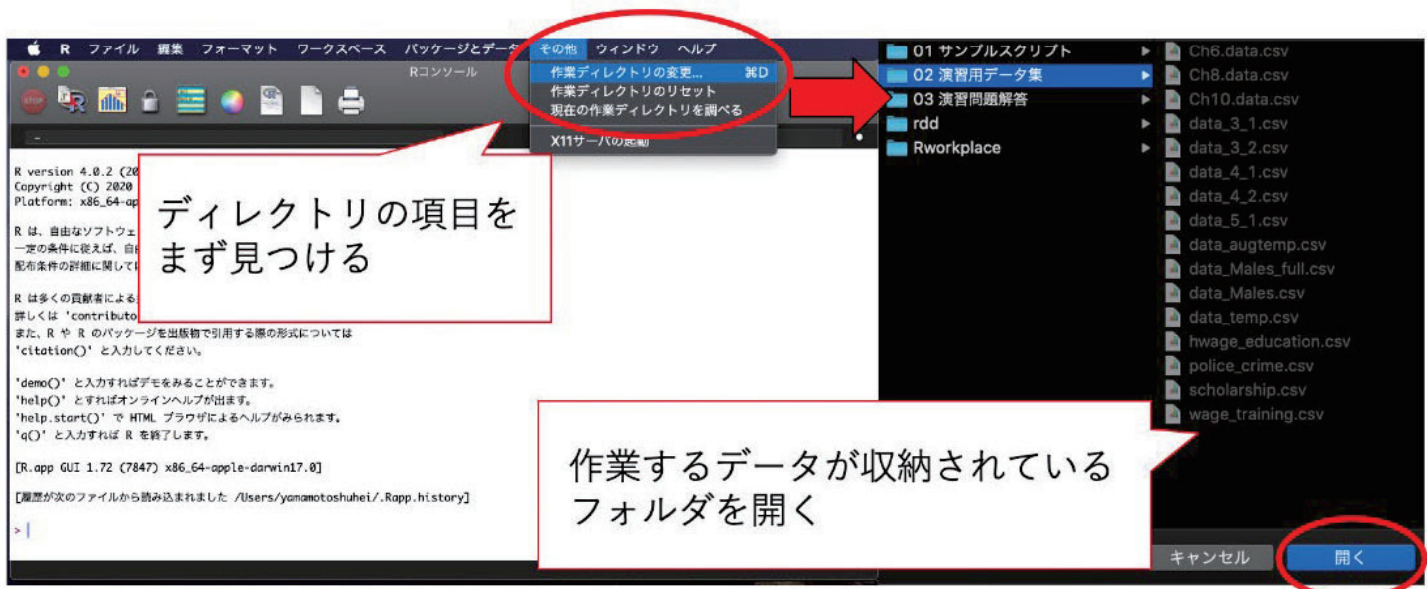 R ファイル 編集 フォーマット ワークスペース パッケージとデータ その他 ウィンドウ ヘルプ
Rコンソール
STOP
作業ディレクトリの変更... ⌘D
作業ディレクトリのリセット
現在の作業ディレクトリを調べる
X11サーバの起動
R version 4.0.2 (20
Copyright (C) 2020
Platform: x86_64-ap
R は、自由なソフトウェ
一定の条件に従えば、自
配布条件の詳細に関して
R は多くの貢献者による
詳しくは 'contributo
また、R や R のパッケージを出版物で引用する際の形式については
'citation()' と入力してください。
'demo()' と入力すればデモをみることができます。
'help()' とすればオンラインヘルプが出ます。
'help.start()' で HTML ブラウザによるヘルプがみられます。
'q()' と入力すれば R を終了します。
[R.app GUI 1.72 (7847) x86_64-apple-darwin17.0]
[履歴が次のファイルから読み込まれました /Users/yamamotoshuhei/.Rapp.history]
>
ディレクトリの項目を
まず見つける
01 サンプルスクリプト
02 演習用データ集
03 演習問題解答
rdd
Rworkplace
Ch6.data.csv
Ch8.data.csv
Ch10.data.csv
data_3_1.csv
data_3_2.csv
data_4_1.csv
data_4_2.csv
data_5_1.csv
data_augtemp.csv
data_Males_full.csv
data_Males.csv
data_temp.csv
hwage_education.csv
police_crime.csv
scholarship.csv
wage_training.csv
作業するデータが収納されている
フォルダを開く
キャンセル 開く